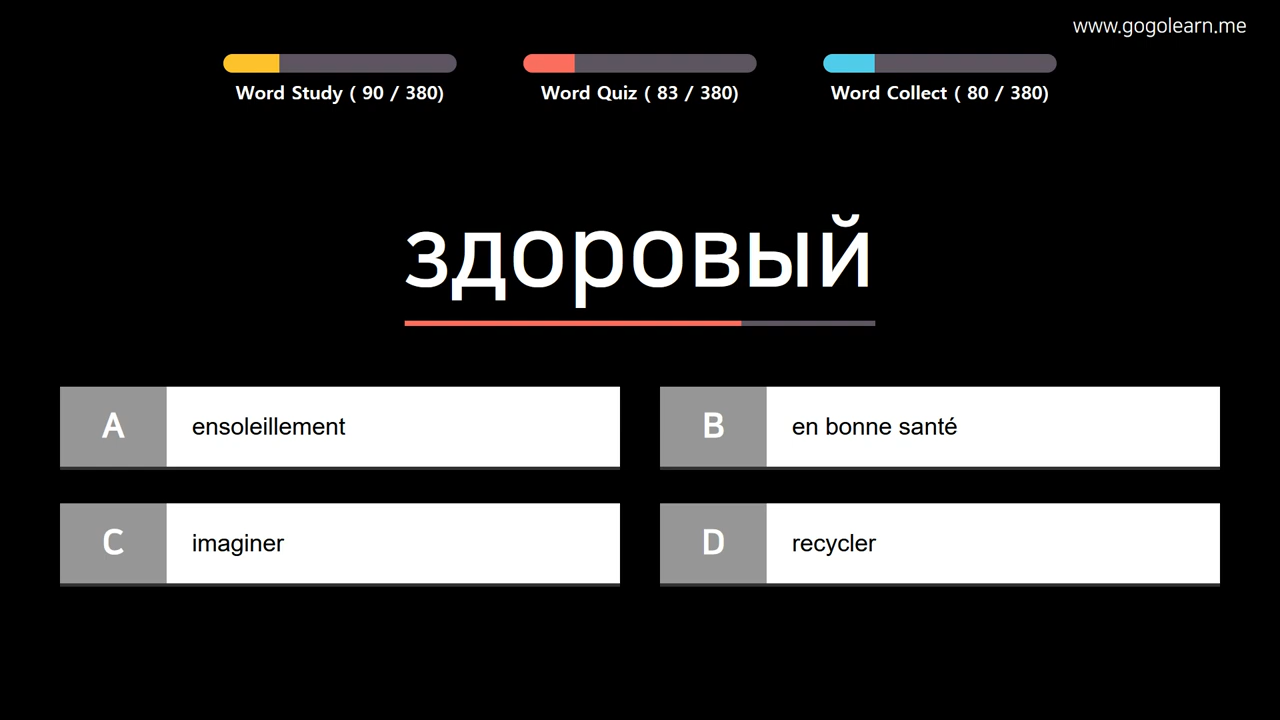 www.gogolearn.me
Word Study ( 90 / 380)
Word Quiz ( 83 / 380)
Word Collect ( 80 / 380)
здоровый
A ensoleillement
B en bonne santé
C imaginer
D recycler